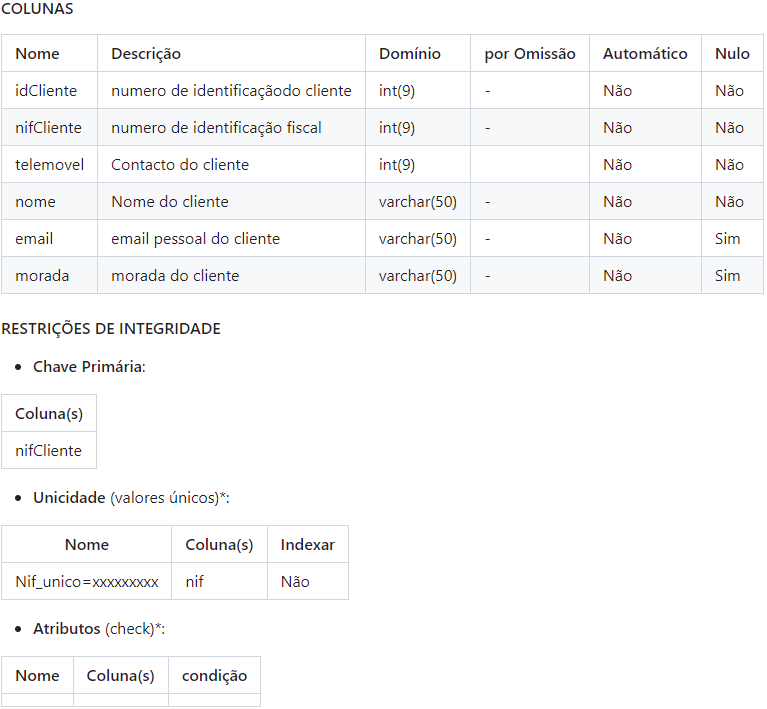 COLUNAS
Nome Descrição Domínio por Omissão Automático Nulo
idCliente numero de identificaçãodo cliente int(9) - Não Não
nifCliente numero de identificação fiscal int(9) - Não Não
telemovel Contacto do cliente int(9) Não Não
nome Nome do cliente varchar(50) - Não Não
email email pessoal do cliente varchar(50) - Não Sim
morada morada do cliente varchar(50) - Não Sim
RESTRIÇÕES DE INTEGRIDADE
• Chave Primária:
Coluna(s)
nifCliente
• Unicidade (valores únicos)*:
Nome Coluna(s) Indexar
Nif_unico=xxxxxxxxx nif Não
• Atributos (check)*:
Nome Coluna(s) condição